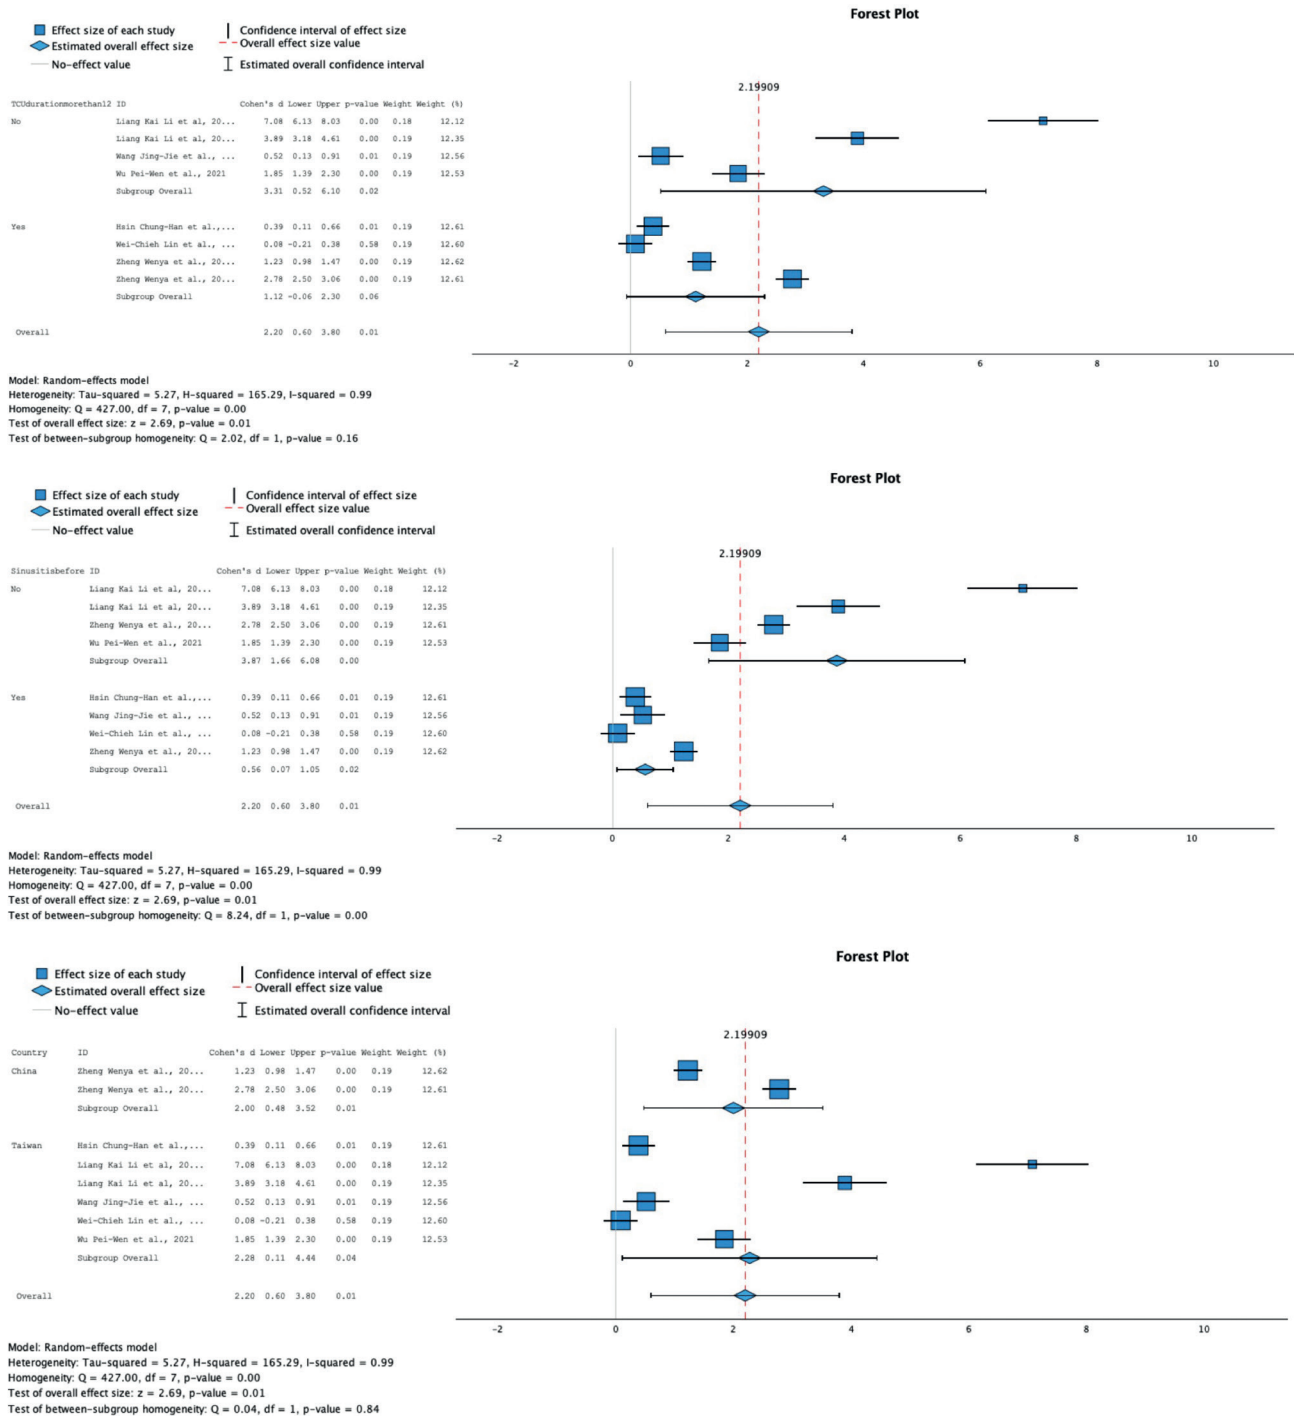 Forest Plot
Effect size of each study
Confidence interval of effect size
Estimated overall effect size
Overall effect size value
No-effect value
Estimated overall confidence interval
2.19909
TCUdurationmorethan12 ID Cohen's d Lower Upper p-value Weight Weight (%)
No Liang Kai Li et al, 20... 7.08 6.13 8.03 0.00 0.18 12.12
Liang Kai Li et al, 20... 3.89 3.18 4.61 0.00 0.19 12.35
Wang Jing-Jie et al., ... 0.52 0.13 0.91 0.01 0.19 12.56
Wu Pei-Wen et al., 2021 1.85 1.39 2.30 0.00 0.19 12.53
Subgroup Overall 3.31 0.52 6.10 0.02
Yes Hsin Chung-Han et al.,... 0.39 0.11 0.66 0.01 0.19 12.61
Wei-Chieh Lin et al., ... 0.08 -0.21 0.38 0.58 0.19 12.60
Zheng Wenya et al., 20... 1.23 0.98 1.47 0.00 0.19 12.62
Zheng Wenya et al., 20... 2.78 2.50 3.06 0.00 0.19 12.61
Subgroup Overall 1.12 -0.06 2.30 0.06
Overall 2.20 0.60 3.80 0.01
-2 0 2 4 6 8 10
Model: Random-effects model
Heterogeneity: Tau-squared = 5.27, H-squared = 165.29, I-squared = 0.99
Homogeneity: Q = 427.00, df = 7, p-value = 0.00
Test of overall effect size: z = 2.69, p-value = 0.01
Test of between-subgroup homogeneity: Q = 2.02, df = 1, p-value = 0.16
Forest Plot
Effect size of each study
Confidence interval of effect size
Estimated overall effect size
Overall effect size value
No-effect value
Estimated overall confidence interval
2.19909
Sinusitisbefore ID Cohen's d Lower Upper p-value Weight Weight (%)
No Liang Kai Li et al, 20... 7.08 6.13 8.03 0.00 0.18 12.12
Liang Kai Li et al, 20... 3.89 3.18 4.61 0.00 0.19 12.35
Zheng Wenya et al., 20... 2.78 2.50 3.06 0.00 0.19 12.61
Wu Pei-Wen et al., 2021 1.85 1.39 2.30 0.00 0.19 12.53
Subgroup Overall 3.87 1.66 6.08 0.00
Yes Hsin Chung-Han et al.,... 0.39 0.11 0.66 0.01 0.19 12.61
Wang Jing-Jie et al., ... 0.52 0.13 0.91 0.01 0.19 12.56
Wei-Chieh Lin et al., ... 0.08 -0.21 0.38 0.58 0.19 12.60
Zheng Wenya et al., 20... 1.23 0.98 1.47 0.00 0.19 12.62
Subgroup Overall 0.56 0.07 1.05 0.02
Overall 2.20 0.60 3.80 0.01
-2 0 2 4 6 8 10
Model: Random-effects model
Heterogeneity: Tau-squared = 5.27, H-squared = 165.29, I-squared = 0.99
Homogeneity: Q = 427.00, df = 7, p-value = 0.00
Test of overall effect size: z = 2.69, p-value = 0.01
Test of between-subgroup homogeneity: Q = 8.24, df = 1, p-value = 0.00
Forest Plot
Effect size of each study
Confidence interval of effect size
Estimated overall effect size
Overall effect size value
No-effect value
Estimated overall confidence interval
2.19909
Country ID Cohen's d Lower Upper p-value Weight Weight (%)
China Zheng Wenya et al., 20... 1.23 0.98 1.47 0.00 0.19 12.62
Zheng Wenya et al., 20... 2.78 2.50 3.06 0.00 0.19 12.61
Subgroup Overall 2.00 0.48 3.52 0.01
Taiwan Hsin Chung-Han et al.,... 0.39 0.11 0.66 0.01 0.19 12.61
Liang Kai Li et al, 20... 7.08 6.13 8.03 0.00 0.18 12.12
Liang Kai Li et al, 20... 3.89 3.18 4.61 0.00 0.19 12.35
Wang Jing-Jie et al., ... 0.52 0.13 0.91 0.01 0.19 12.56
Wei-Chieh Lin et al., ... 0.08 -0.21 0.38 0.58 0.19 12.60
Wu Pei-Wen et al., 2021 1.85 1.39 2.30 0.00 0.19 12.53
Subgroup Overall 2.28 0.11 4.44 0.04
Overall 2.20 0.60 3.80 0.01
-2 0 2 4 6 8 10
Model: Random-effects model
Heterogeneity: Tau-squared = 5.27, H-squared = 165.29, I-squared = 0.99
Homogeneity: Q = 427.00, df = 7, p-value = 0.00
Test of overall effect size: z = 2.69, p-value = 0.01
Test of between-subgroup homogeneity: Q = 0.04, df = 1, p-value = 0.84